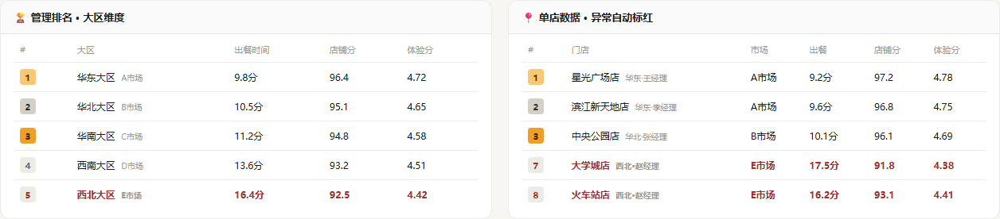 管理排名 • 大区维度
# 大区 出餐时间 店铺分 体验分
1 华东大区 A市场 9.8分 96.4 4.72
2 华北大区 B市场 10.5分 95.1 4.65
3 华南大区 C市场 11.2分 94.8 4.58
4 西南大区 D市场 13.6分 93.2 4.51
5 西北大区 E市场 16.4分 92.5 4.42
单店数据 • 异常自动标红
# 门店 市场 出餐 店铺分 体验分
1 星光广场店 华东·王经理 A市场 9.2分 97.2 4.78
2 滨江新天地店 华东·李经理 A市场 9.6分 96.8 4.75
3 中央公园店 华北·张经理 B市场 10.1分 96.1 4.69
7 大学城店 西北•赵经理 E市场 17.5分 91.8 4.38
8 火车站店 西北•赵经理 E市场 16.2分 93.1 4.41